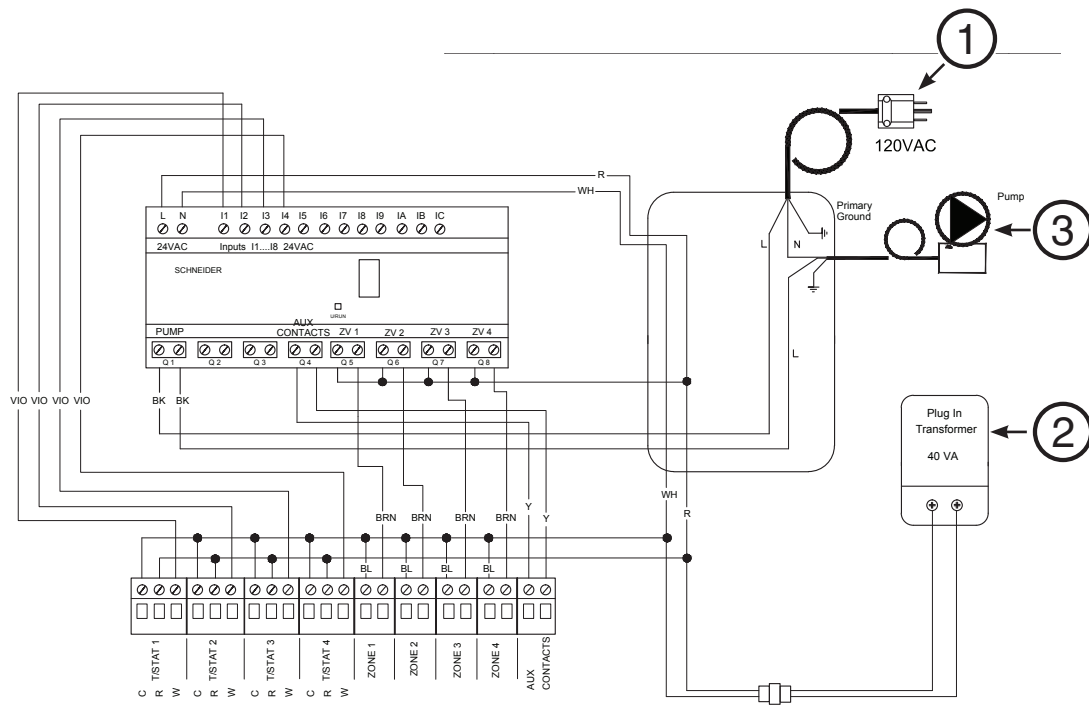 1
120VAC
R
WH
L N I1 I2 I3 I4 I5 I6 I7 I8 I9 IA IB IC
24VAC Inputs I1....I8 24VAC
SCHNEIDER
Primary
Ground
Pump
3
L N
AUX
PUMP CONTACTS ZV 1 ZV 2 ZV 3 ZV 4
Q 1 Q 2 Q 3 Q 4 Q 5 Q 6 Q 7 Q 8
L
VIO VIO VIO VIO BK BK
Plug In
Transformer
40 VA
2
WH
R
Y Y
BRN BRN BRN BRN
BL BL BL BL
T/STAT 1 T/STAT 2 T/STAT 3 T/STAT 4 ZONE 1 ZONE 2 ZONE 3 ZONE 4 AUX
CONTACTS
C R W C R W C R W C R W